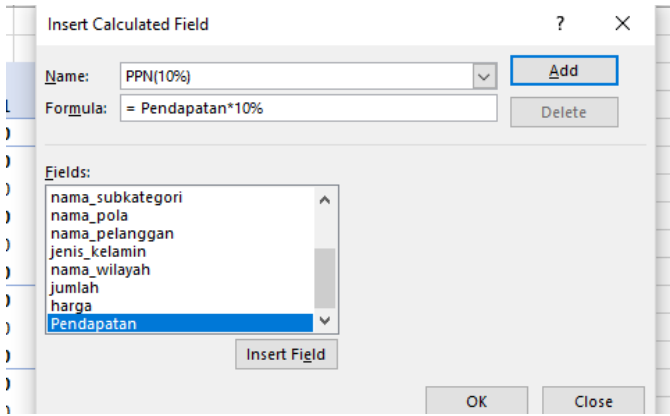 Insert Calculated Field ? ×
Name: PPN(10%) Add
Formula: = Pendapatan*10% Delete
Fields:
nama_subkategori
nama_pola
nama_pelanggan
jenis_kelamin
nama_wilayah
jumlah
harga
Pendapatan
Insert Field
OK Close